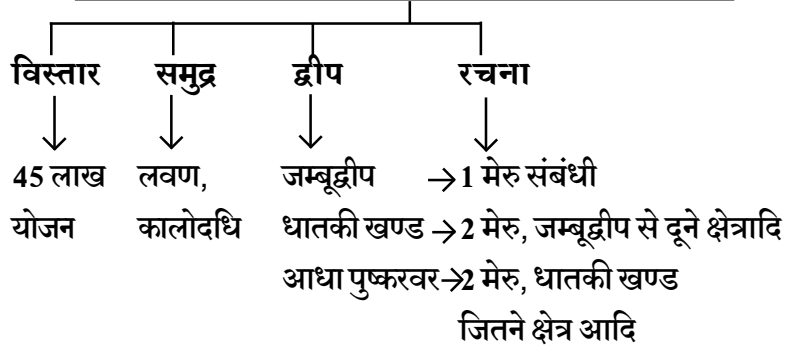 विस्तार समुद्र द्वीप रचना
45 लाख लवण, जम्बूद्वीप → 1 मेरु संबंधी
योजन कालोदधि धातकी खण्ड → 2 मेरु, जम्बूद्वीप से दूने क्षेत्रादि
आधा पुष्करवर → 2 मेरु, धातकी खण्ड
जितने क्षेत्र आदि